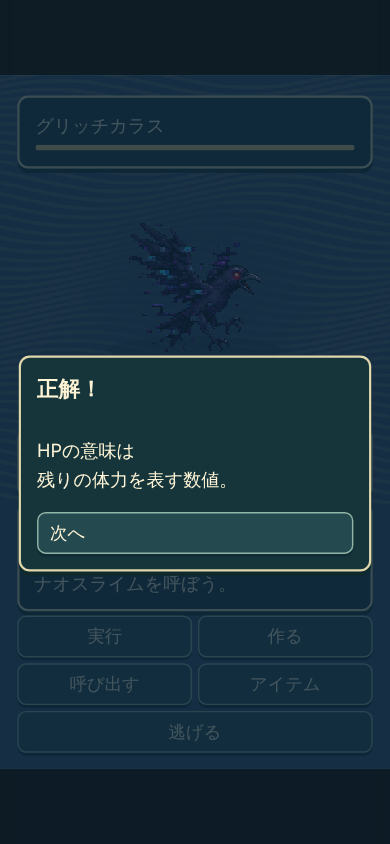 グリッチカラス
正解！
HPの意味は
残りの体力を表す数値。
次へ
ナオスライムを呼ぼう。
実行
作る
呼び出す
アイテム
逃げる